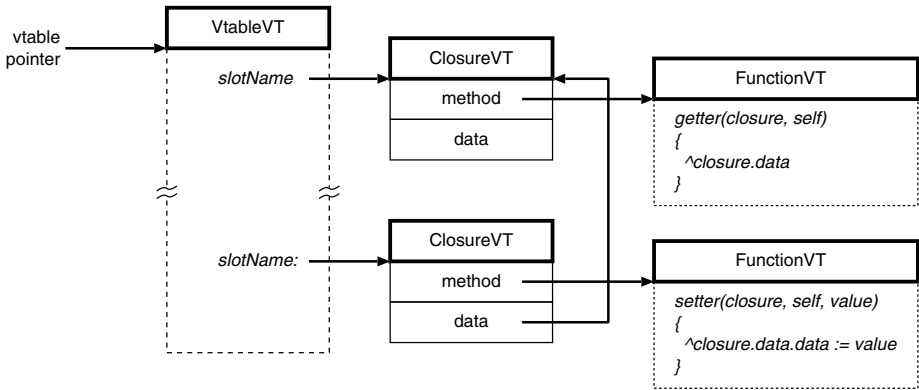 vtable
pointer
VtableVT
slotName
ClosureVT
method
data
FunctionVT
getter(closure, self)
{
^closure.data
}
slotName:
ClosureVT
method
data
FunctionVT
setter(closure, self, value)
{
^closure.data.data := value
}